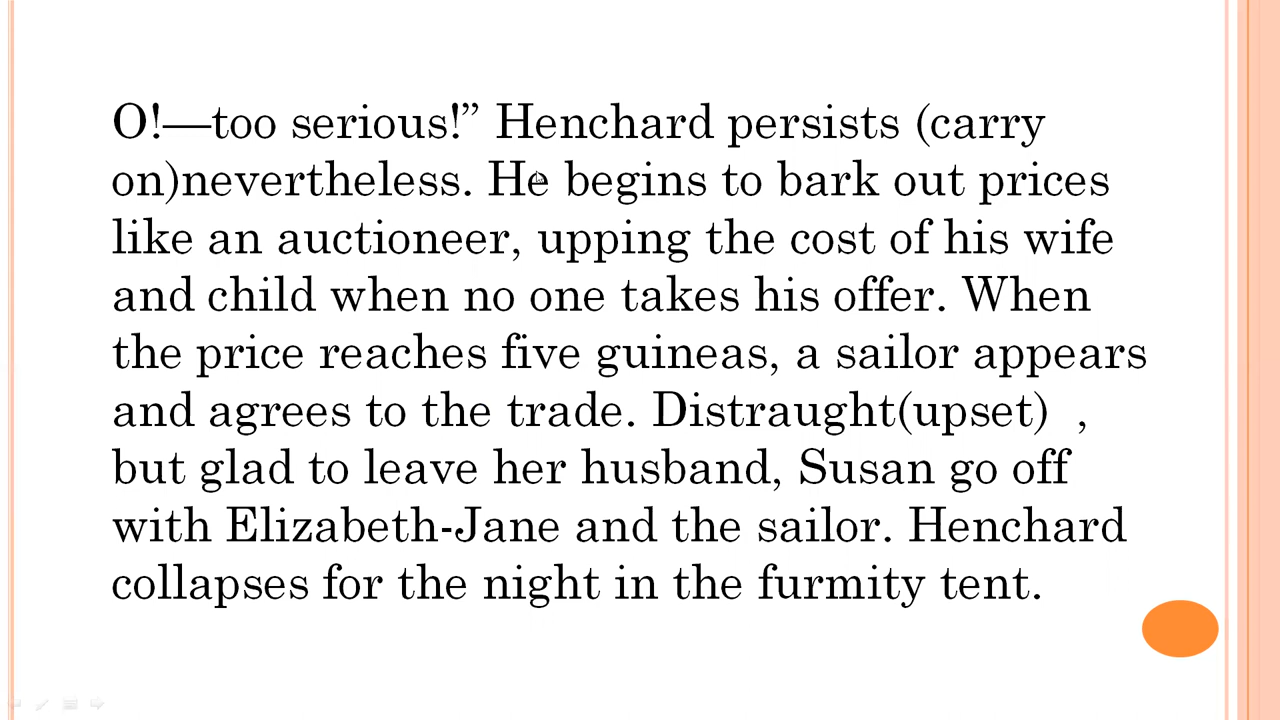 O!—too serious!” Henchard persists (carry
on)nevertheless. He begins to bark out prices
like an auctioneer, upping the cost of his wife
and child when no one takes his offer. When
the price reaches five guineas, a sailor appears
and agrees to the trade. Distraught(upset)  ,
but glad to leave her husband, Susan go off
with Elizabeth-Jane and the sailor. Henchard
collapses for the night in the furmity tent.